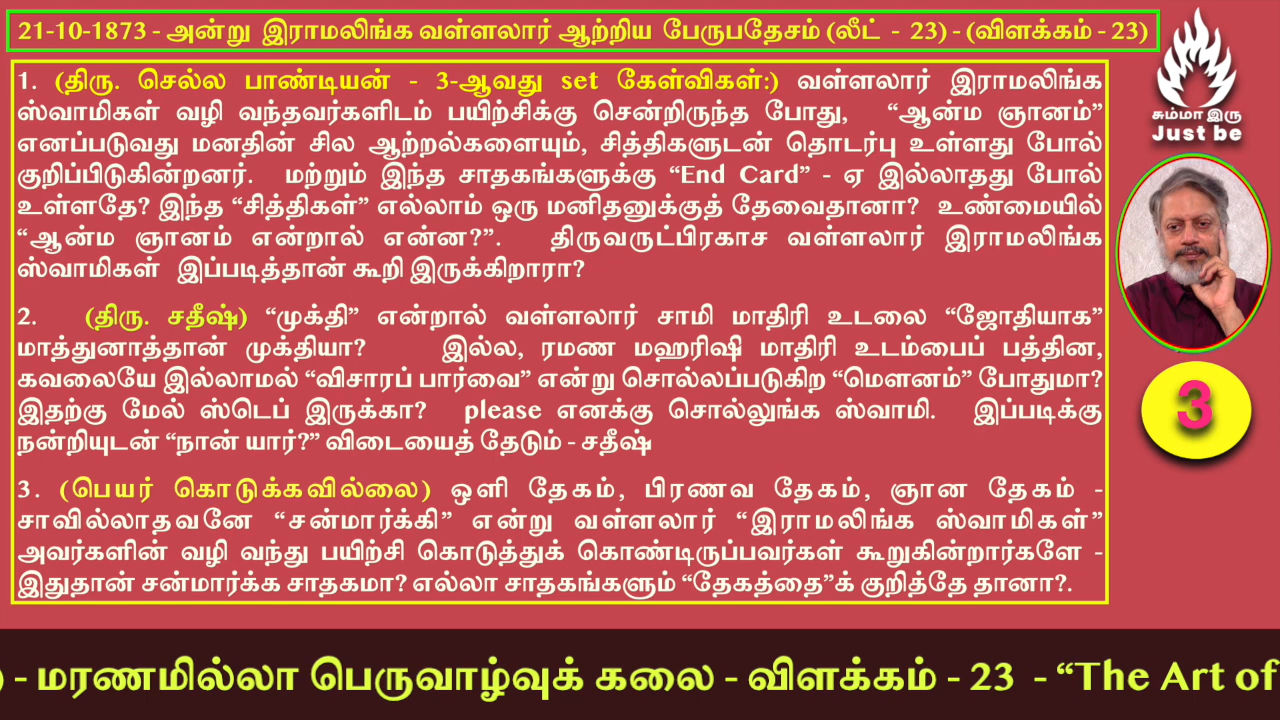 21-10-1873 - அன்று இராமலிங்க வள்ளலார் ஆற்றிய பேருபதேசம் (லீட் - 23) - (விளக்கம் - 23)
1. (திரு. செல்ல பாண்டியன் - 3-ஆவது set கேள்விகள்:) வள்ளலார் இராமலிங்க
ஸ்வாமிகள் வழி வந்தவர்களிடம் பயிற்சிக்கு சென்றிருந்த போது, “ஆன்ம ஞானம்”
எனப்படுவது மனதின் சில ஆற்றல்களையும், சித்திகளுடன் தொடர்பு உள்ளது போல்
குறிப்பிடுகின்றனர். மற்றும் இந்த சாதகங்களுக்கு “End Card” - ஏ இல்லாதது போல்
உள்ளதே? இந்த “சித்திகள்” எல்லாம் ஒரு மனிதனுக்குத் தேவைதானா? உண்மையில்
“ஆன்ம ஞானம் என்றால் என்ன?”. திருவருட்பிரகாச வள்ளலார் இராமலிங்க
ஸ்வாமிகள் இப்படித்தான் கூறி இருக்கிறாரா?
2. (திரு. சதீஷ்) “முக்தி” என்றால் வள்ளலார் சாமி மாதிரி உடலை “ஜோதியாக”
மாத்துனாத்தான் முக்தியா? இல்ல, ரமண மஹரிஷி மாதிரி உடம்பைப் பத்தின,
கவலையே இல்லாமல் “விசாரப் பார்வை” என்று சொல்லப்படுகிற “மௌனம்” போதுமா?
இதற்கு மேல் ஸ்டெப் இருக்கா? please எனக்கு சொல்லுங்க ஸ்வாமி. இப்படிக்கு
நன்றியுடன் “நான் யார்?” விடையைத் தேடும் - சதீஷ்
3. (பெயர் கொடுக்கவில்லை) ஒளி தேகம், பிரணவ தேகம், ஞான தேகம் -
சாவில்லாதவனே “சன்மார்க்கி” என்று வள்ளலார் “இராமலிங்க ஸ்வாமிகள்”
அவர்களின் வழி வந்து பயிற்சி கொடுத்துக் கொண்டிருப்பவர்கள் கூறுகின்றார்களே -
இதுதான் சன்மார்க்க சாதகமா? எல்லா சாதகங்களும் “தேகத்தை”க் குறித்தே தானா?.
சும்மா இரு
Just be
3
) - மரணமில்லா பெருவாழ்வுக் கலை - விளக்கம் - 23 - “The Art of